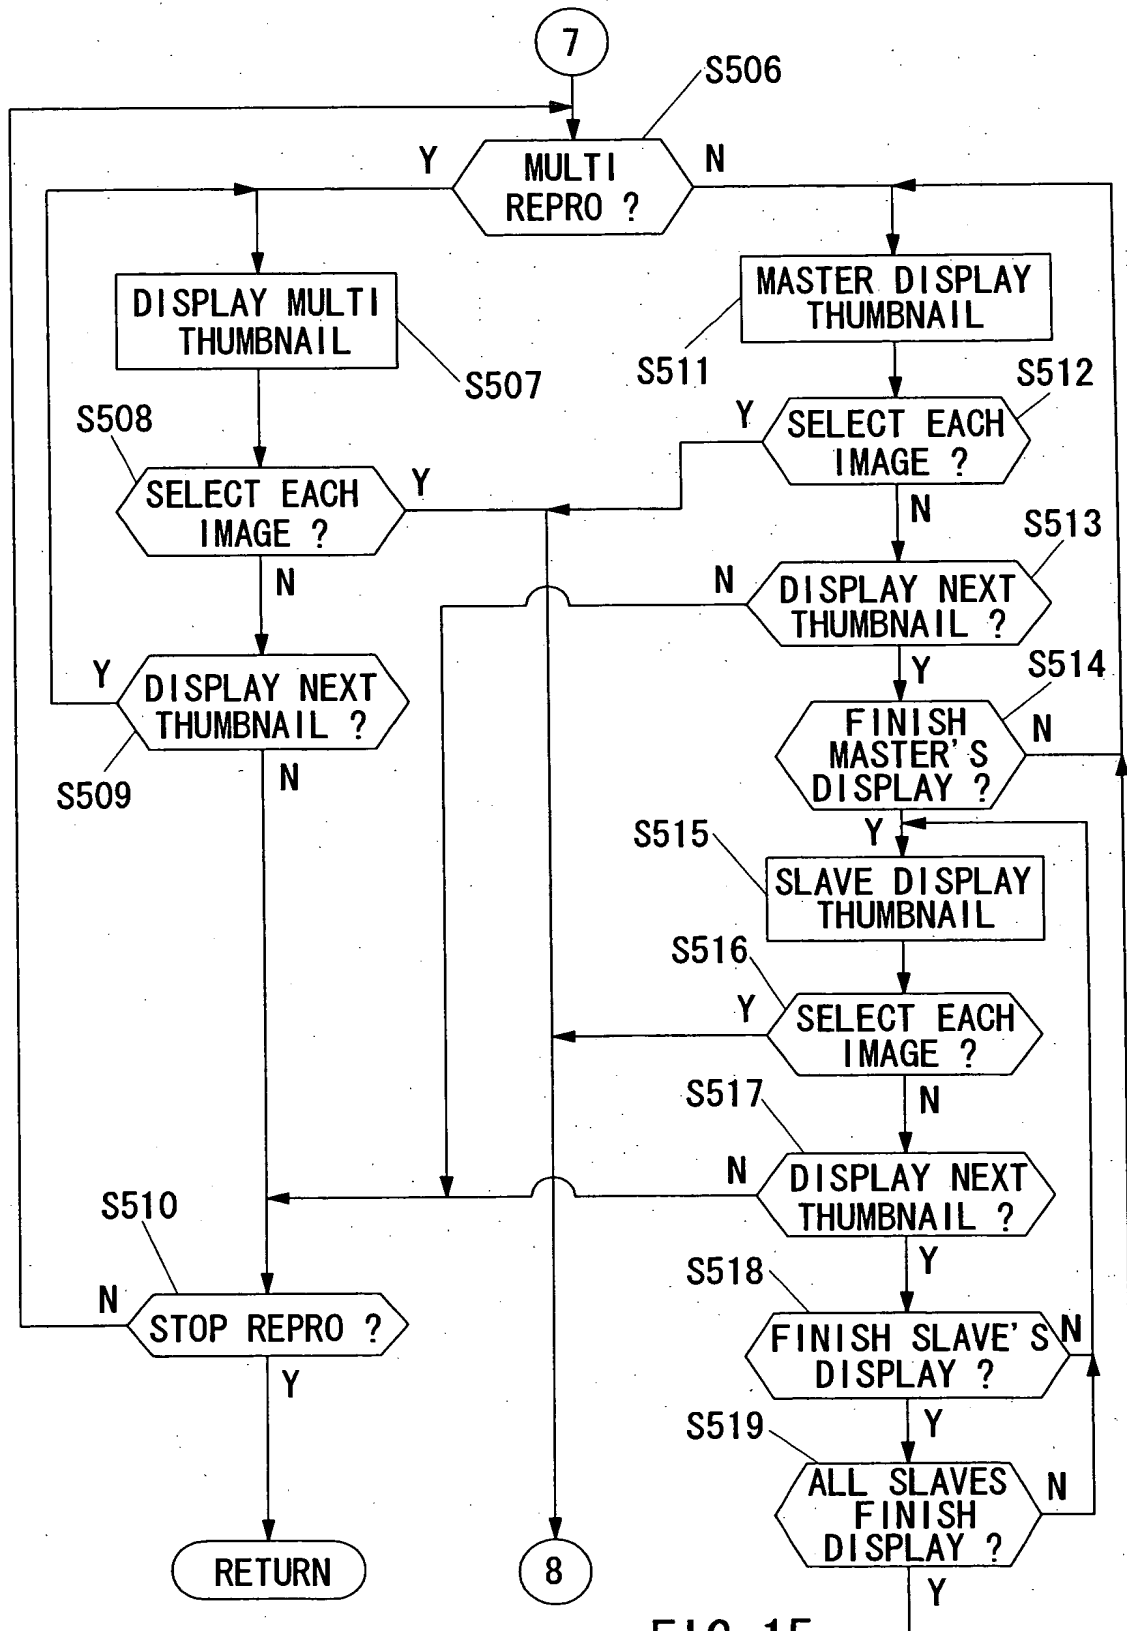 7
S506
Y
MULTI
REPRO ?
N
DISPLAY MULTI
THUMBNAIL
S507
MASTER DISPLAY
THUMBNAIL
S511
S508
SELECT EACH
IMAGE ?
Y
N
S512
Y
SELECT EACH
IMAGE ?
N
S513
N
DISPLAY NEXT
THUMBNAIL ?
Y
Y
DISPLAY NEXT
THUMBNAIL ?
S509
N
S514
FINISH
MASTER'S
DISPLAY ?
N
Y
S515
SLAVE DISPLAY
THUMBNAIL
S516
Y
SELECT EACH
IMAGE ?
N
S517
N
DISPLAY NEXT
THUMBNAIL ?
Y
S510
N
STOP REPRO ?
Y
S518
FINISH SLAVE'S
DISPLAY ?
N
Y
S519
ALL SLAVES
FINISH
DISPLAY ?
N
Y
RETURN
8